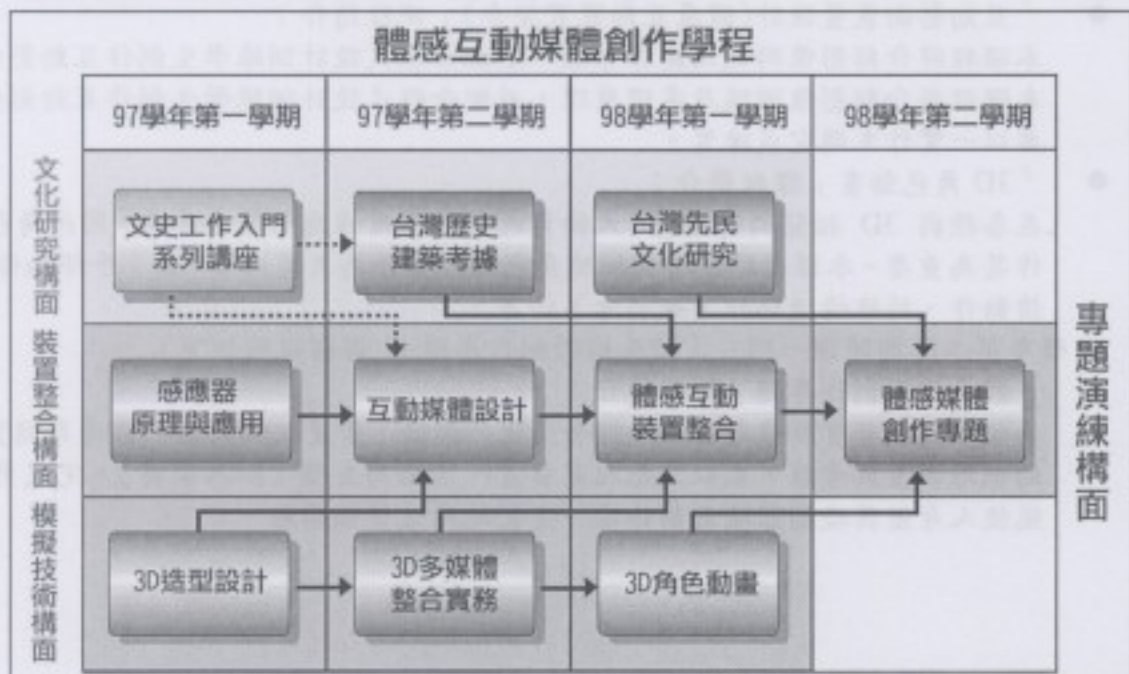 體感互動媒體創作學程
97學年第一學期
97學年第二學期
98學年第一學期
98學年第二學期
文化研究構面
文史工作入門
系列講座
台灣歷史
建築考據
台灣先民
文化研究
裝置整合構面
感應器
原理與應用
互動媒體設計
體感互動
裝置整合
體感媒體
創作專題
模擬技術構面
3D造型設計
3D多媒體
整合實務
3D角色動畫
專題演練構面